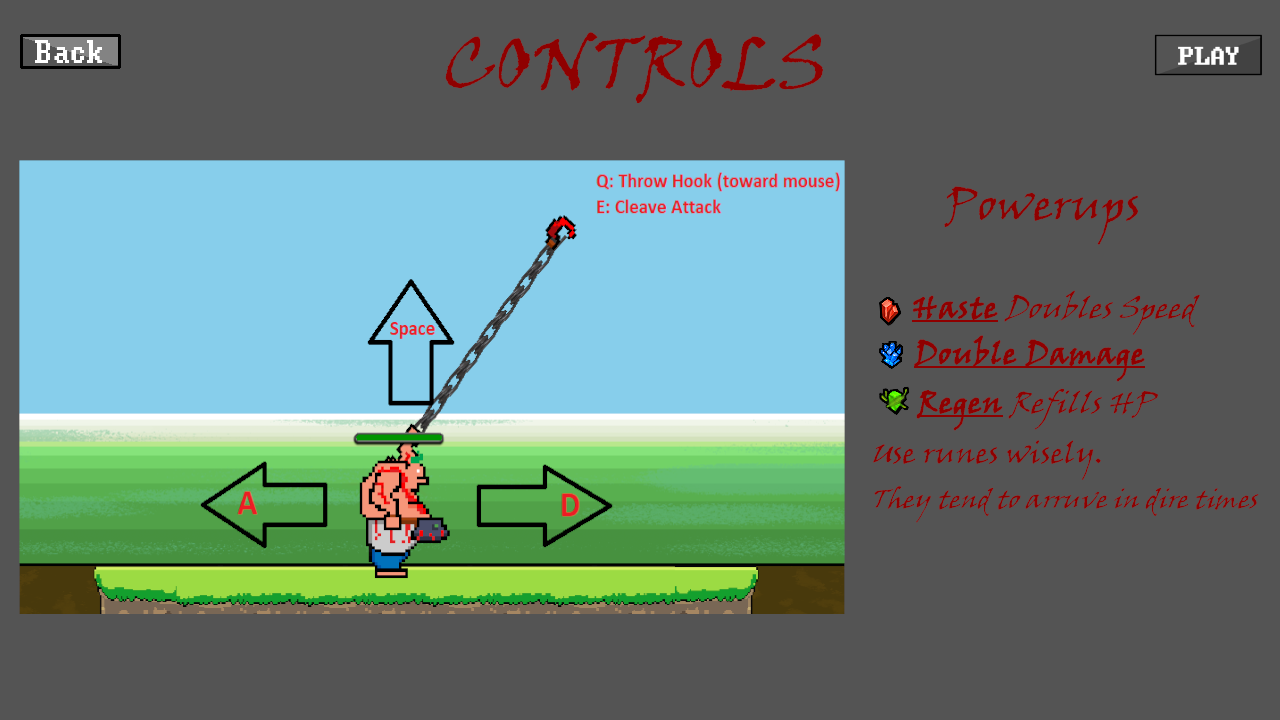 Back
CONTROLS
PLAY
Q: Throw Hook (toward mouse)
E: Cleave Attack
Space
A
D
Powerups
Haste Doubles Speed
Double Damage
Regen Refills HP
Use runes wisely.
They tend to arruve in dire times